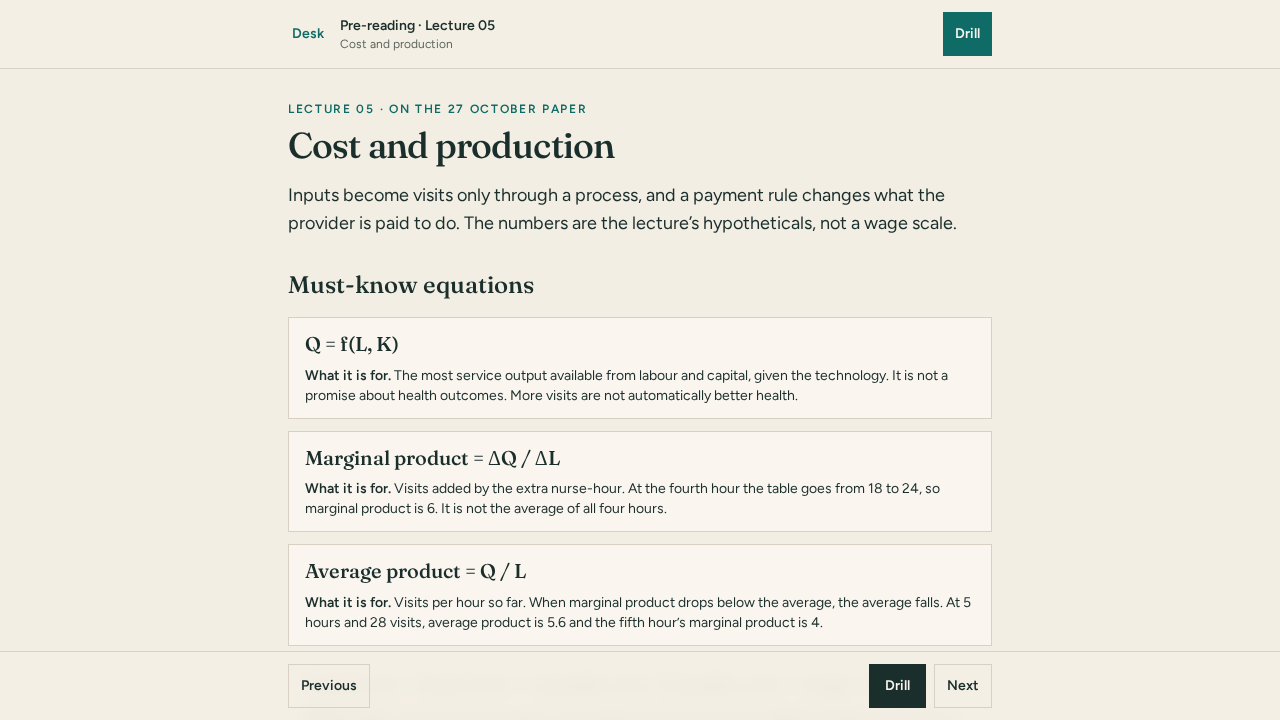 Desk
Pre-reading · Lecture 05
Cost and production
Drill
LECTURE 05 · ON THE 27 OCTOBER PAPER
Cost and production
Inputs become visits only through a process, and a payment rule changes what the
provider is paid to do. The numbers are the lecture’s hypotheticals, not a wage scale.
Must-know equations
Q = f(L, K)
What it is for. The most service output available from labour and capital, given the technology. It is not a
promise about health outcomes. More visits are not automatically better health.
Marginal product = ΔQ / ΔL
What it is for. Visits added by the extra nurse-hour. At the fourth hour the table goes from 18 to 24, so
marginal product is 6. It is not the average of all four hours.
Average product = Q / L
What it is for. Visits per hour so far. When marginal product drops below the average, the average falls. At 5
hours and 28 visits, average product is 5.6 and the fifth hour’s marginal product is 4.
Previous
Drill
Next